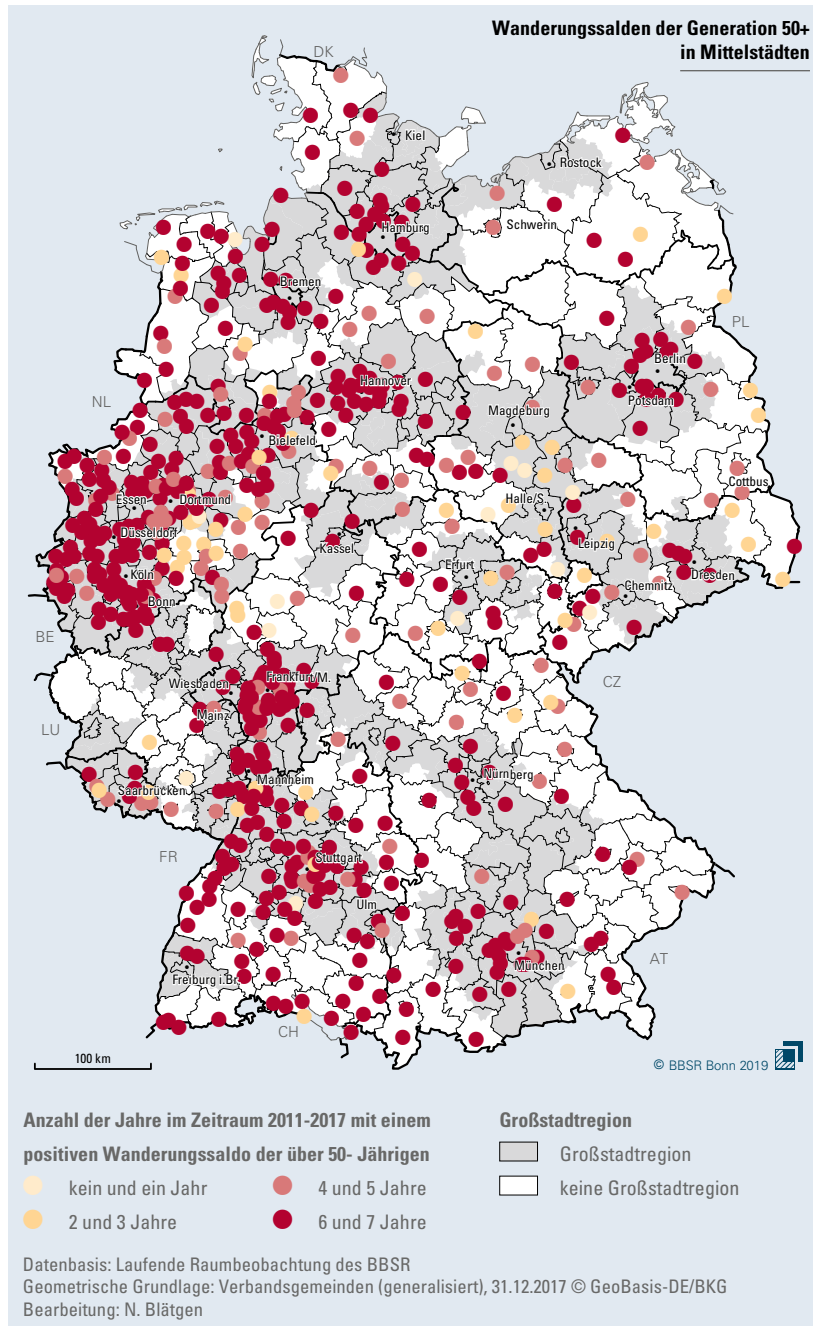 Wanderungssalden der Generation 50+
in Mittelstädten
DK
Kiel
Rostock
Schwerin
Hamburg
Bremen
PL
Berlin
Hannover
Potsdam
NL
Magdeburg
Bielefeld
Cottbus
Essen
Dortmund
Halle/S.
Düsseldorf
Leipzig
Kassel
Erfurt
Dresden
Köln
Chemnitz
Bonn
BE
CZ
Wiesbaden
Frankfurt/M.
Mainz
LU
Nürnberg
Mannheim
Saarbrücken
FR
Stuttgart
Ulm
AT
München
Freiburg i.Br.
CH
100 km
© BBSR Bonn 2019
Anzahl der Jahre im Zeitraum 2011-2017 mit einem
positiven Wanderungssaldo der über 50- Jährigen
kein und ein Jahr
4 und 5 Jahre
2 und 3 Jahre
6 und 7 Jahre
Großstadtregion
Großstadtregion
keine Großstadtregion
Datenbasis: Laufende Raumbeobachtung des BBSR
Geometrische Grundlage: Verbandsgemeinden (generalisiert), 31.12.2017 © GeoBasis-DE/BKG
Bearbeitung: N. Blätgen